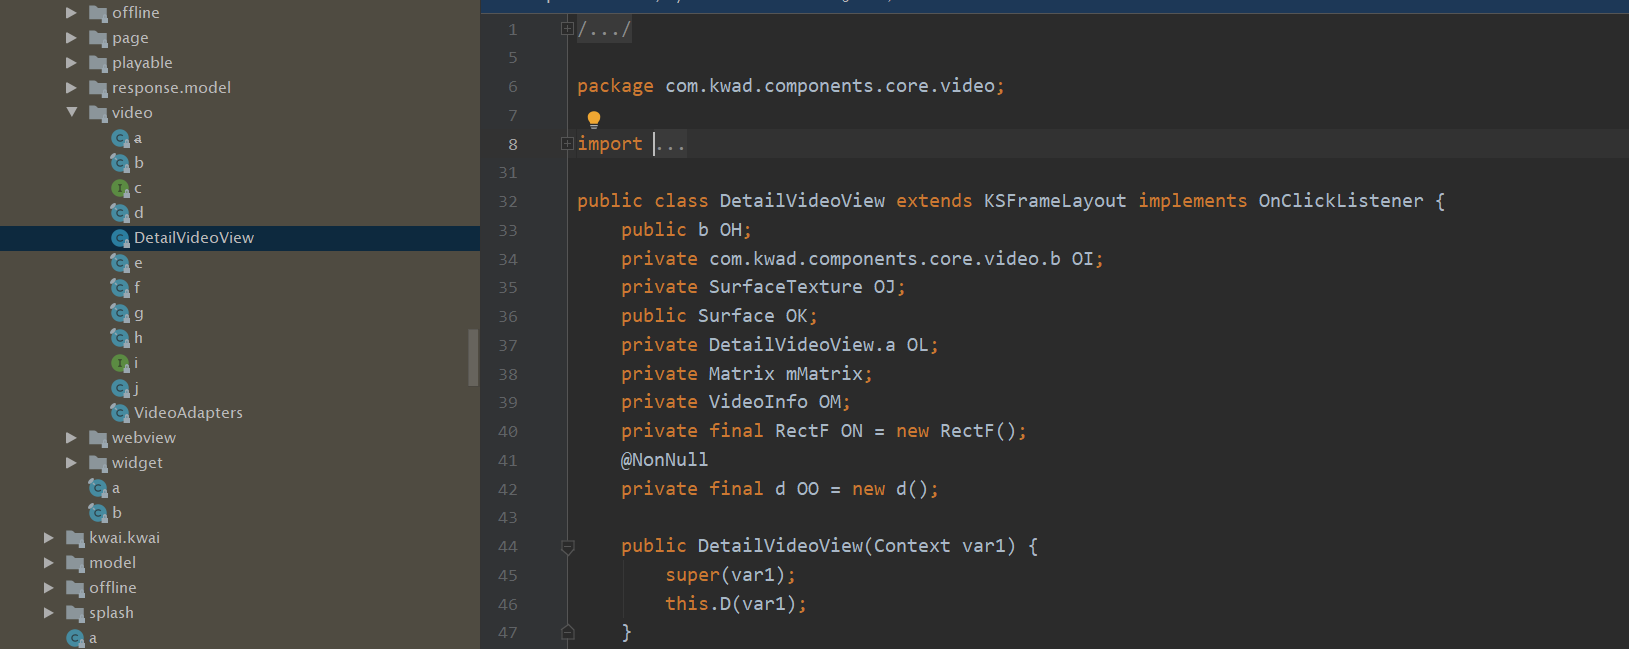 offline
page
playable
response.model
video
a
b
c
d
DetailVideoView
e
f
g
h
i
j
VideoAdapters
webview
widget
a
b
kwai.kwai
model
offline
splash
a
1 /.../
5
6 package com.kwad.components.core.video;
7
8 import ...
31
32 public class DetailVideoView extends KSFrameLayout implements OnClickListener {
33 public b OH;
34 private com.kwad.components.core.video.b OI;
35 private SurfaceTexture OJ;
36 public Surface OK;
37 private DetailVideoView.a OL;
38 private Matrix mMatrix;
39 private VideoInfo OM;
40 private final RectF ON = new RectF();
41 @NonNull
42 private final d OO = new d();
43
44 public DetailVideoView(Context var1) {
45 super(var1);
46 this.D(var1);
47 }